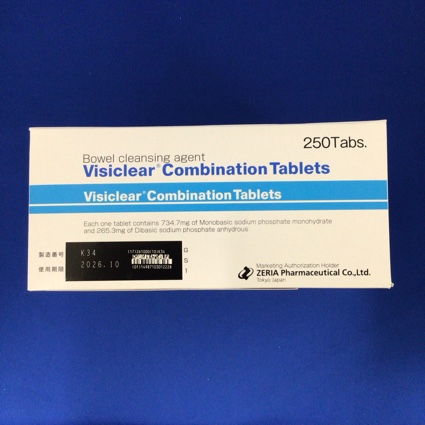 250Tabs.
Bowel cleansing agent
Visiclear® Combination Tablets
Visiclear® Combination Tablets
Each one tablet contains 734.7mg of Monobasic sodium phosphate monohydrate
and 265.3mg of Dibasic sodium phosphate anhydrous
製造番号 K34
使用期限 2026.10
G
S
1
Marketing Authorization Holder
ZERIA Pharmaceutical Co., Ltd.
Tokyo Japan